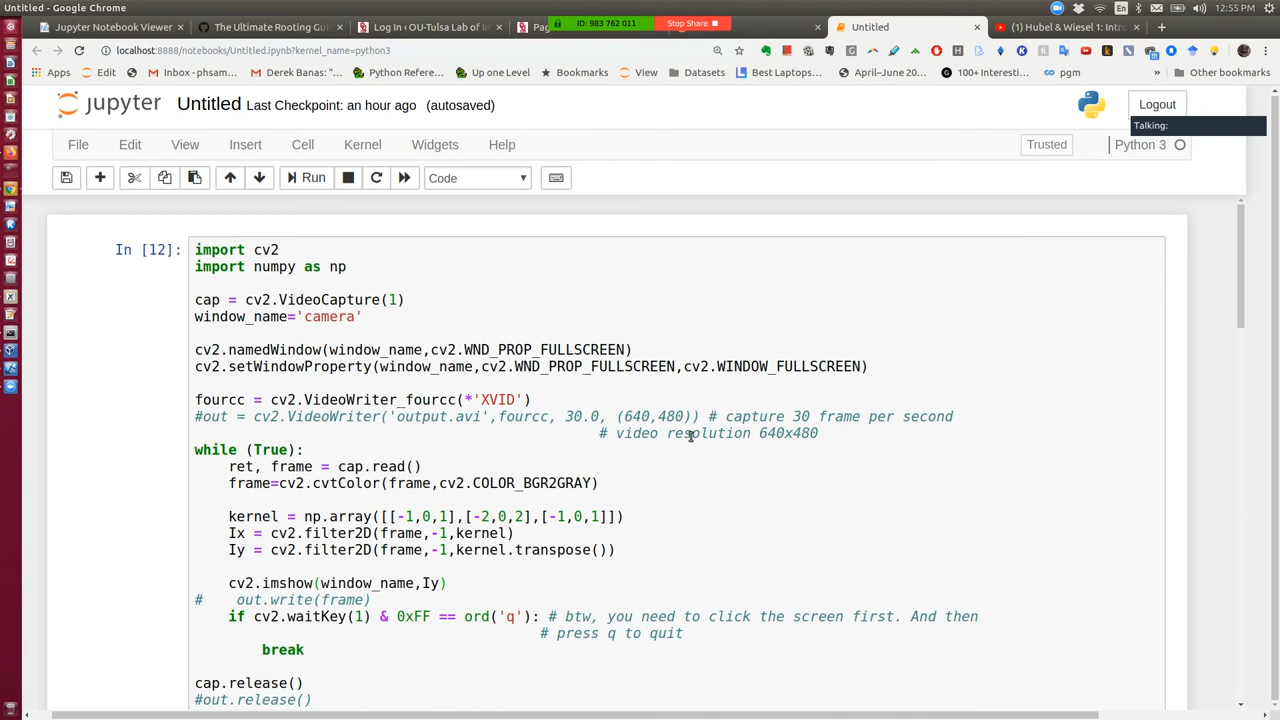 Untitled - Google Chrome
En
12:55 PM
Jupyter Notebook Viewer
The Ultimate Rooting Gui
Log In ‹ OU-Tulsa Lab of In
ID: 983 762 011
Stop Share
Untitled
(1) Hubel & Wiesel 1: Intro
localhost:8888/notebooks/Untitled.ipynb?kernel_name=python3
Apps
Edit
Inbox - phsam...
Derek Banas: "...
Python Refere...
Up one Level
Bookmarks
View
Datasets
Best Laptops...
April–June 20...
100+ Interesti...
pgm
»
Other bookmarks
jupyter
Untitled
Last Checkpoint: an hour ago
(autosaved)
Logout
Talking:
File
Edit
View
Insert
Cell
Kernel
Widgets
Help
Trusted
Python 3
Run
Code
In [12]:
import cv2
import numpy as np
cap = cv2.VideoCapture(1)
window_name='camera'
cv2.namedWindow(window_name,cv2.WND_PROP_FULLSCREEN)
cv2.setWindowProperty(window_name,cv2.WND_PROP_FULLSCREEN,cv2.WINDOW_FULLSCREEN)
fourcc = cv2.VideoWriter_fourcc(*'XVID')
#out = cv2.VideoWriter('output.avi',fourcc, 30.0, (640,480)) # capture 30 frame per second
# video resolution 640x480
while (True):
ret, frame = cap.read()
frame=cv2.cvtColor(frame,cv2.COLOR_BGR2GRAY)
kernel = np.array([[-1,0,1],[-2,0,2],[-1,0,1]])
Ix = cv2.filter2D(frame,-1,kernel)
Iy = cv2.filter2D(frame,-1,kernel.transpose())
cv2.imshow(window_name,Iy)
# out.write(frame)
if cv2.waitKey(1) & 0xFF == ord('q'): # btw, you need to click the screen first. And then
# press q to quit
break
cap.release()
#out.release()